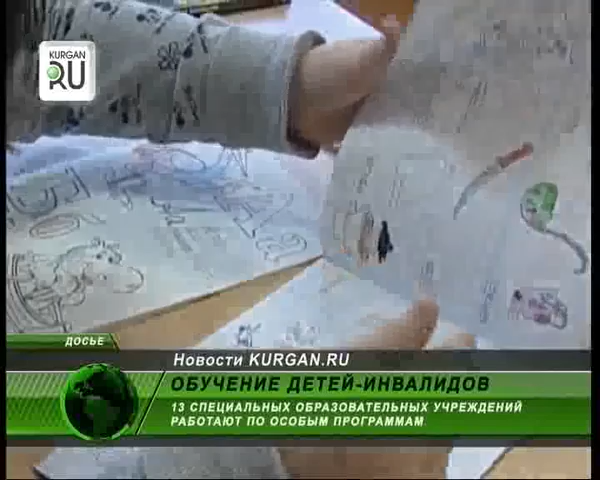 KURGAN
RU
ДОСЬЕ
Новости KURGAN.RU
ОБУЧЕНИЕ ДЕТЕЙ-ИНВАЛИДОВ
13 СПЕЦИАЛЬНЫХ ОБРАЗОВАТЕЛЬНЫХ УЧРЕЖДЕНИЙ
РАБОТАЮТ ПО ОСОБЫМ ПРОГРАММАМ